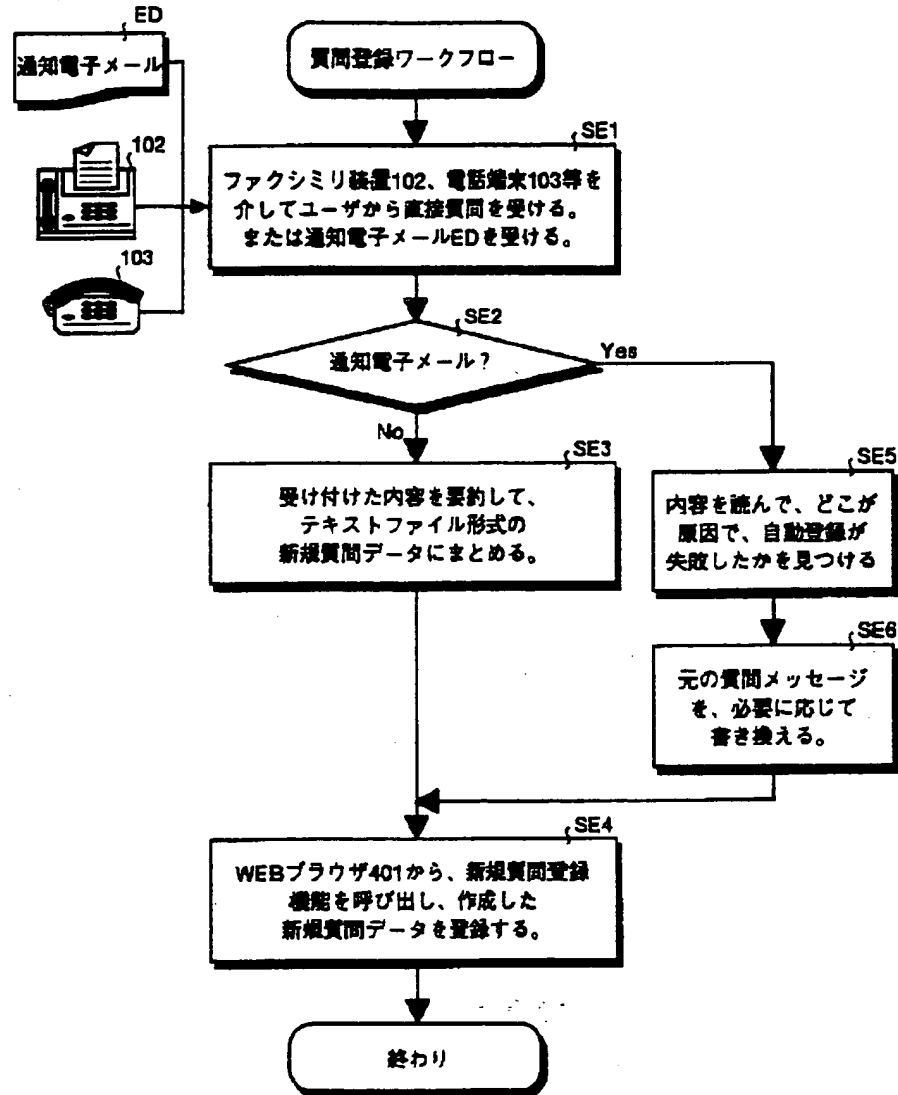 ED
通知電子メール
質問登録ワークフロー
102
103
SE1
ファクシミリ装置102、電話端末103等を
介してユーザから直接質問を受ける。
または通知電子メールEDを受ける。
SE2
通知電子メール?
Yes
No
SE3
受け付けた内容を要約して、
テキストファイル形式の
新規質問データにまとめる。
SE5
内容を読んで、どこが
原因で、自動登録が
失敗したかを見つける
SE6
元の質問メッセージ
を、必要に応じて
書き換える。
SE4
WEBブラウザ401から、新規質問登録
機能を呼び出し、作成した
新規質問データを登録する。
終わり